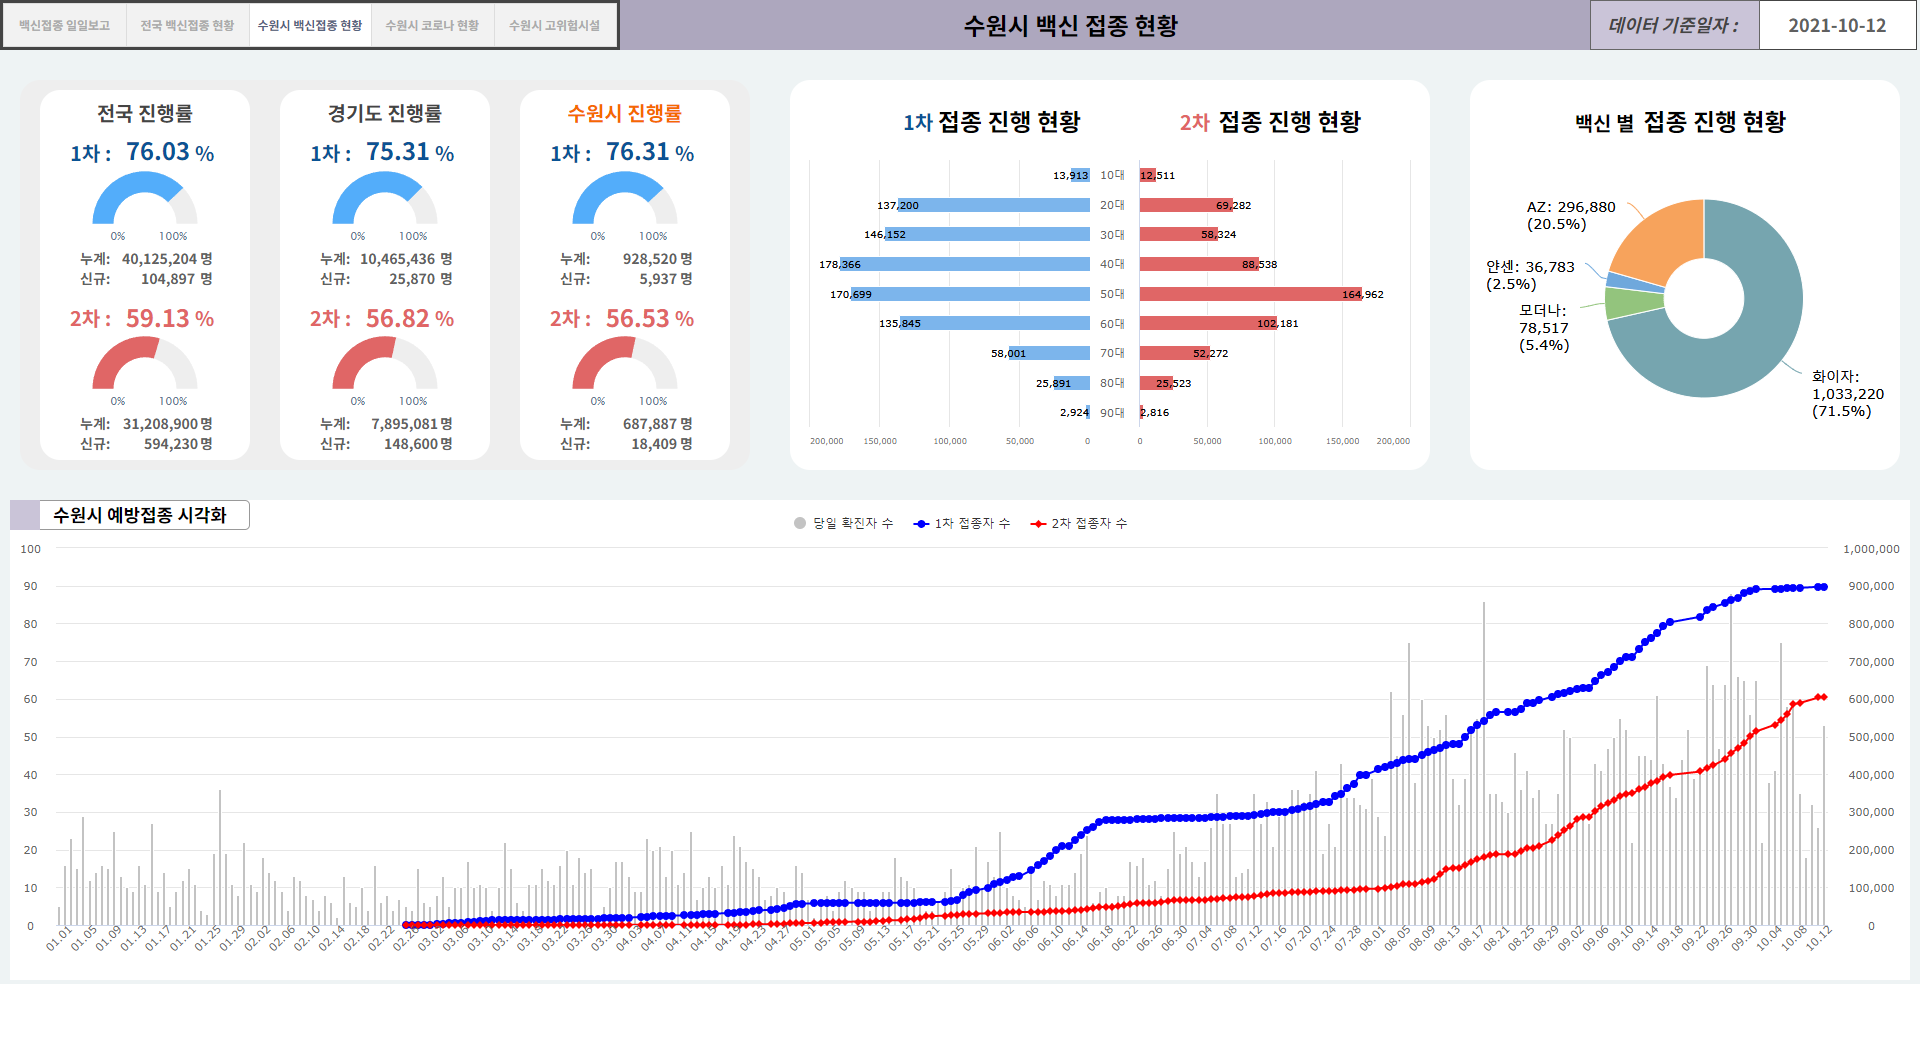 백신접종 일일보고
전국 백신접종 현황
수원시 백신접종 현황
수원시 코로나 현황
수원시 고위험시설
수원시 백신 접종 현황
데이터 기준일자 :
2021-10-12
전국 진행률
1차 : 76.03 %
0% 100%
누계: 40,125,204 명
신규: 104,897 명
2차 : 59.13 %
0% 100%
누계: 31,208,900 명
신규: 594,230 명
경기도 진행률
1차 : 75.31 %
0% 100%
누계: 10,465,436 명
신규: 25,870 명
2차 : 56.82 %
0% 100%
누계: 7,895,081 명
신규: 148,600 명
수원시 진행률
1차 : 76.31 %
0% 100%
누계: 928,520 명
신규: 5,937 명
2차 : 56.53 %
0% 100%
누계: 687,887 명
신규: 18,409 명
1차 접종 진행 현황
2차 접종 진행 현황
13,913 10대 12,511
137,200 20대 69,282
146,152 30대 58,324
178,366 40대 88,538
170,699 50대 164,962
135,845 60대 102,181
58,001 70대 52,272
25,891 80대 25,523
2,924 90대 2,816
200,000 150,000 100,000 50,000 0
0 50,000 100,000 150,000 200,000
백신 별 접종 진행 현황
AZ: 296,880
(20.5%)
얀센: 36,783
(2.5%)
모더나:
78,517
(5.4%)
화이자:
1,033,220
(71.5%)
수원시 예방접종 시각화
당일 확진자 수
1차 접종자 수
2차 접종자 수
100
90
80
70
60
50
40
30
20
10
0
1,000,000
900,000
800,000
700,000
600,000
500,000
400,000
300,000
200,000
100,000
0
01.01 01.05 01.09 01.13 01.17 01.21 01.25 01.29 02.02 02.06 02.10 02.14 02.18 02.22 02.26 03.02 03.06 03.10 03.14 03.18 03.22 03.26 03.30 04.03 04.07 04.11 04.15 04.19 04.23 04.27 05.01 05.05 05.09 05.13 05.17 05.21 05.25 05.29 06.02 06.06 06.10 06.14 06.18 06.22 06.26 06.30 07.04 07.08 07.12 07.16 07.20 07.24 07.28 08.01 08.05 08.09 08.13 08.17 08.21 08.25 08.29 09.02 09.06 09.10 09.14 09.18 09.22 09.26 09.30 10.04 10.08 10.12